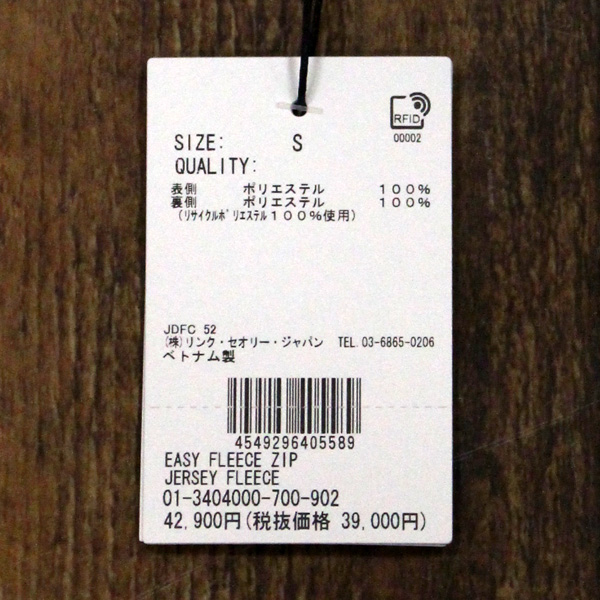 RFID
00002
SIZE: S
QUALITY:
表側 ポリエステル 100%
裏側 ポリエステル 100%
(リサイクルポリエステル100%使用)
JDFC 52
(株)リンク・セオリー・ジャパン TEL.03-6865-0206
ベトナム製
4549296405589
EASY FLEECE ZIP
JERSEY FLEECE
01-3404000-700-902
42,900円(税抜価格 39,000円)